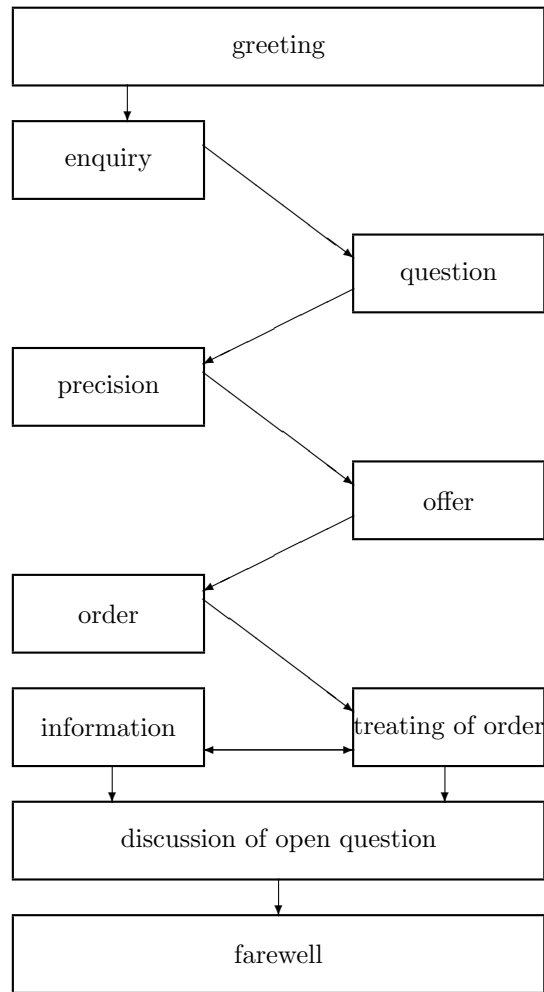 greeting
enquiry
question
precision
offer
order
information
treating of order
discussion of open question
farewell